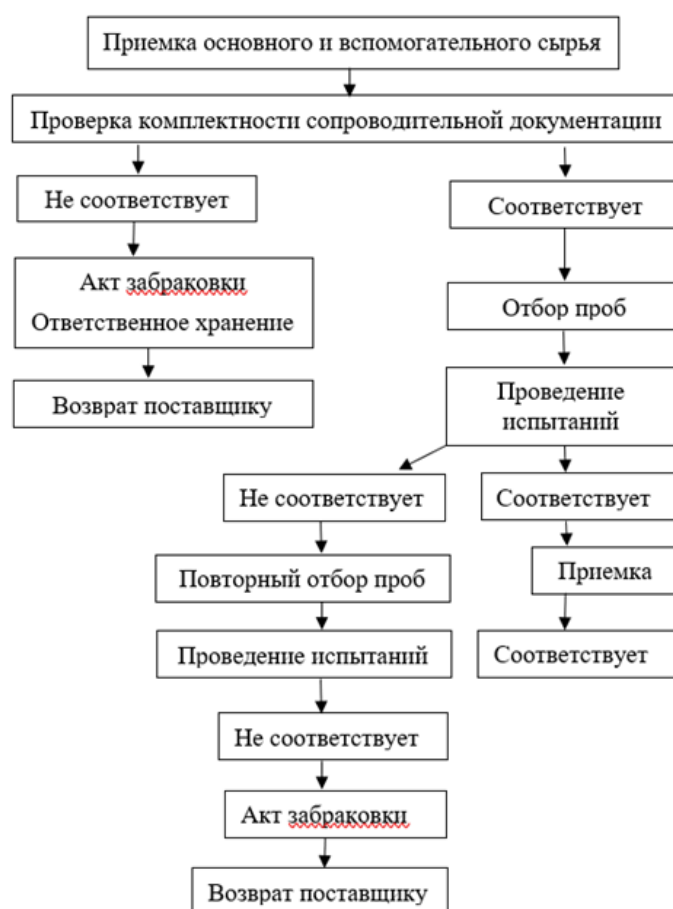 Приемка основного и вспомогательного сырья
Проверка комплектности сопроводительной документации
Не соответствует
Соответствует
Акт забраковки
Ответственное хранение
Отбор проб
Возврат поставщику
Проведение
испытаний
Не соответствует
Соответствует
Повторный отбор проб
Приемка
Проведение испытаний
Соответствует
Не соответствует
Акт забраковки
Возврат поставщику